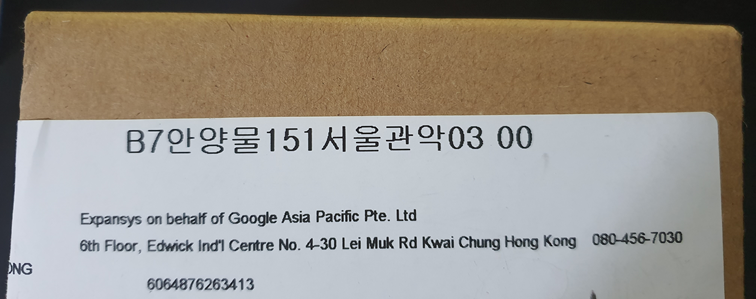 B7안양물151서울관악03 00
Expansys on behalf of Google Asia Pacific Pte. Ltd
6th Floor, Edwick Ind'l Centre No. 4-30 Lei Muk Rd Kwai Chung Hong Kong 080-456-7030
ONG
6064876263413